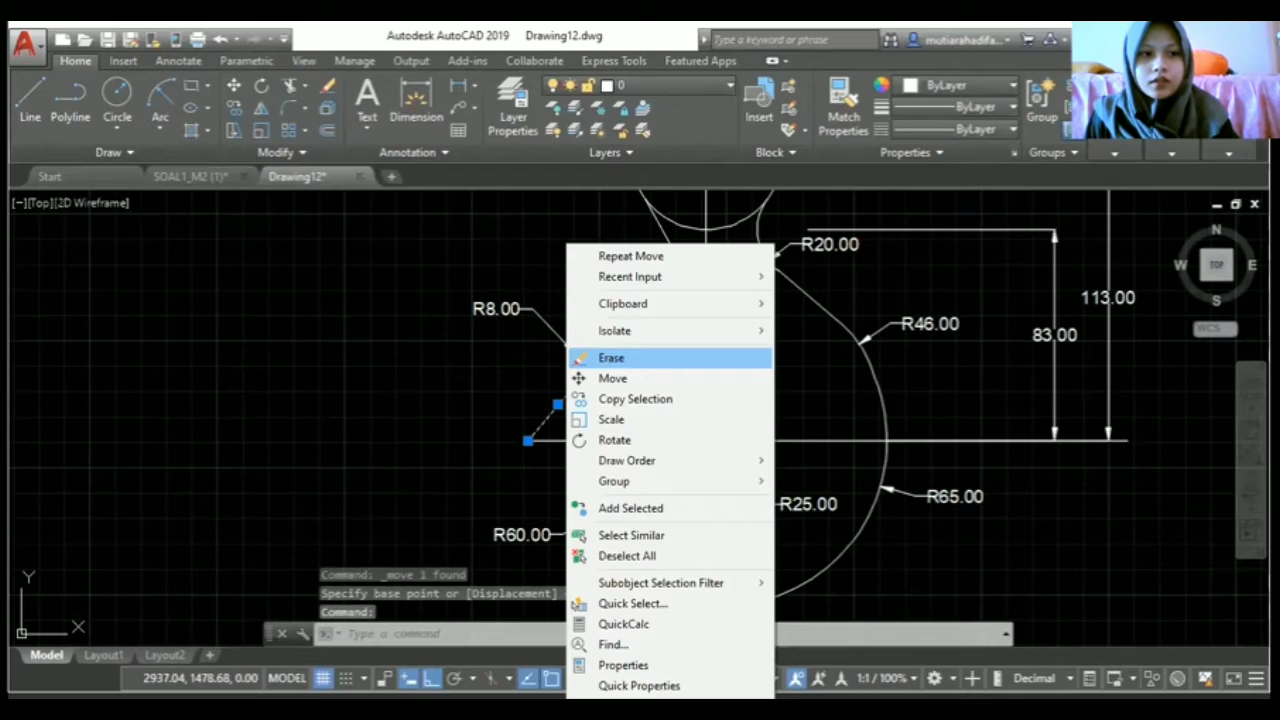 Autodesk AutoCAD 2019 Drawing12.dwg
Type a keyword or phrase
mutiarahadifa...
Home Insert Annotate Parametric View Manage Output Add-ins Collaborate Express Tools Featured Apps
Line Polyline Circle Arc
Text Dimension
Layer Properties
0
Insert
Match Properties
ByLayer
ByLayer
ByLayer
Group
Draw Modify Annotation Layers Block Properties Groups
Start SOAL1_M2 (1)* Drawing12*
[−][Top][2D Wireframe]
N
W TOP E
S
WCS
R20.00
113.00
R8.00
R46.00
83.00
R65.00
R25.00
R60.00
Repeat Move
Recent Input
Clipboard
Isolate
Erase
Move
Copy Selection
Scale
Rotate
Draw Order
Group
Add Selected
Select Similar
Deselect All
Subobject Selection Filter
Quick Select...
QuickCalc
Find...
Properties
Quick Properties
Y
X
Command: _move 1 found
Specify base point or [Displacement]
Command:
Type a command
Model Layout1 Layout2 +
2937.04, 1478.68, 0.00 MODEL
1:1 / 100% Decimal